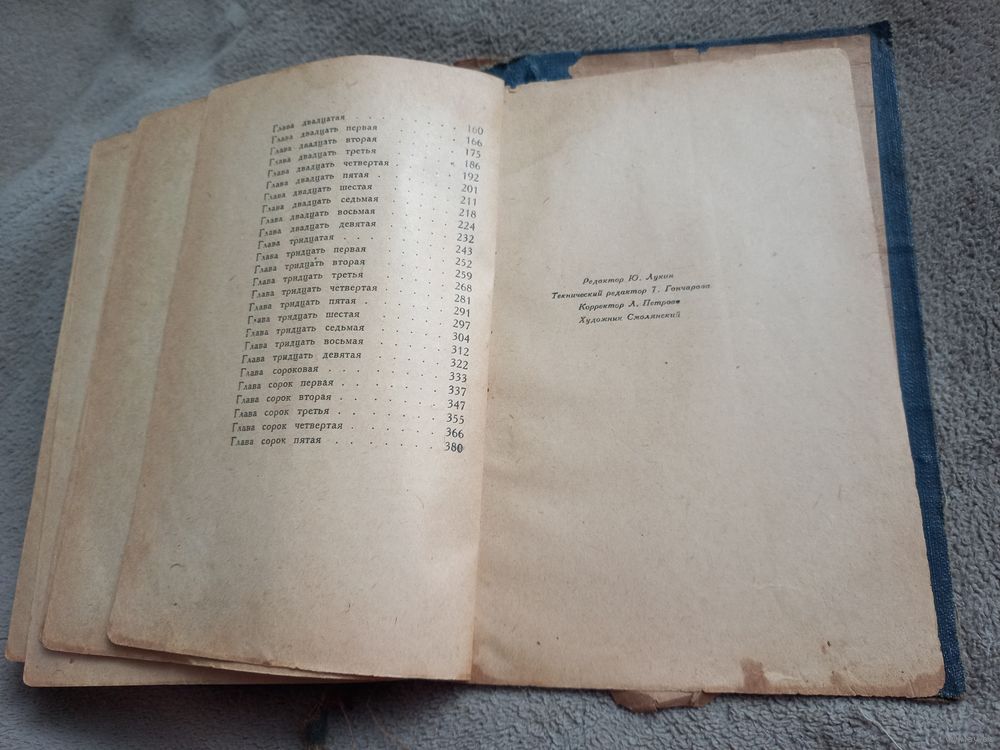 Глава двадцатая . . . . . . . 160
Глава двадцать первая . . . . . . 166
Глава двадцать вторая . . . . . . 175
Глава двадцать третья . . . . . . 186
Глава двадцать четвертая . . . . . 192
Глава двадцать пятая . . . . . . 201
Глава двадцать шестая . . . . . . 211
Глава двадцать седьмая . . . . . . 218
Глава двадцать восьмая . . . . . . 224
Глава двадцать девятая . . . . . . 232
Глава тридцатая . . . . . . . 243
Глава тридцать первая . . . . . . 252
Глава тридцать вторая . . . . . . 259
Глава тридцать третья . . . . . . 268
Глава тридцать четвертая . . . . . 281
Глава тридцать пятая . . . . . . 291
Глава тридцать шестая . . . . . . 297
Глава тридцать седьмая . . . . . . 304
Глава тридцать восьмая . . . . . . 312
Глава тридцать девятая . . . . . . 322
Глава сороковая . . . . . . . 333
Глава сорок первая . . . . . . 337
Глава сорок вторая . . . . . . 347
Глава сорок третья . . . . . . 355
Глава сорок четвертая . . . . . . 366
Глава сорок пятая . . . . . . 380
Редактор Ю. Лукин
Технический редактор Т. Гончарова
Корректор А. Петрова
Художник Смолянский